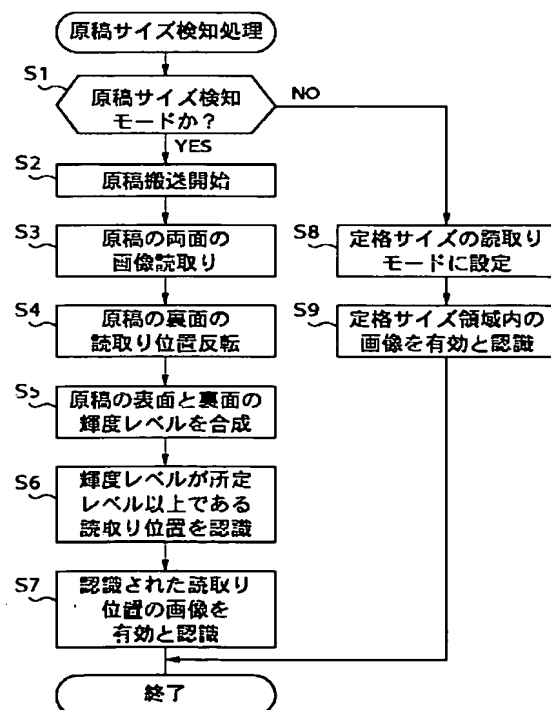 原稿サイズ検知処理
S1
原稿サイズ検知
モードか？
NO
YES
S2
原稿搬送開始
S3
原稿の両面の
画像読取り
S8
定格サイズの読取り
モードに設定
S4
原稿の裏面の
読取り位置反転
S9
定格サイズ領域内の
画像を有効と認識
S5
原稿の表面と裏面の
輝度レベルを合成
S6
輝度レベルが所定
レベル以上である
読取り位置を認識
S7
認識された読取り
位置の画像を
有効と認識
終了